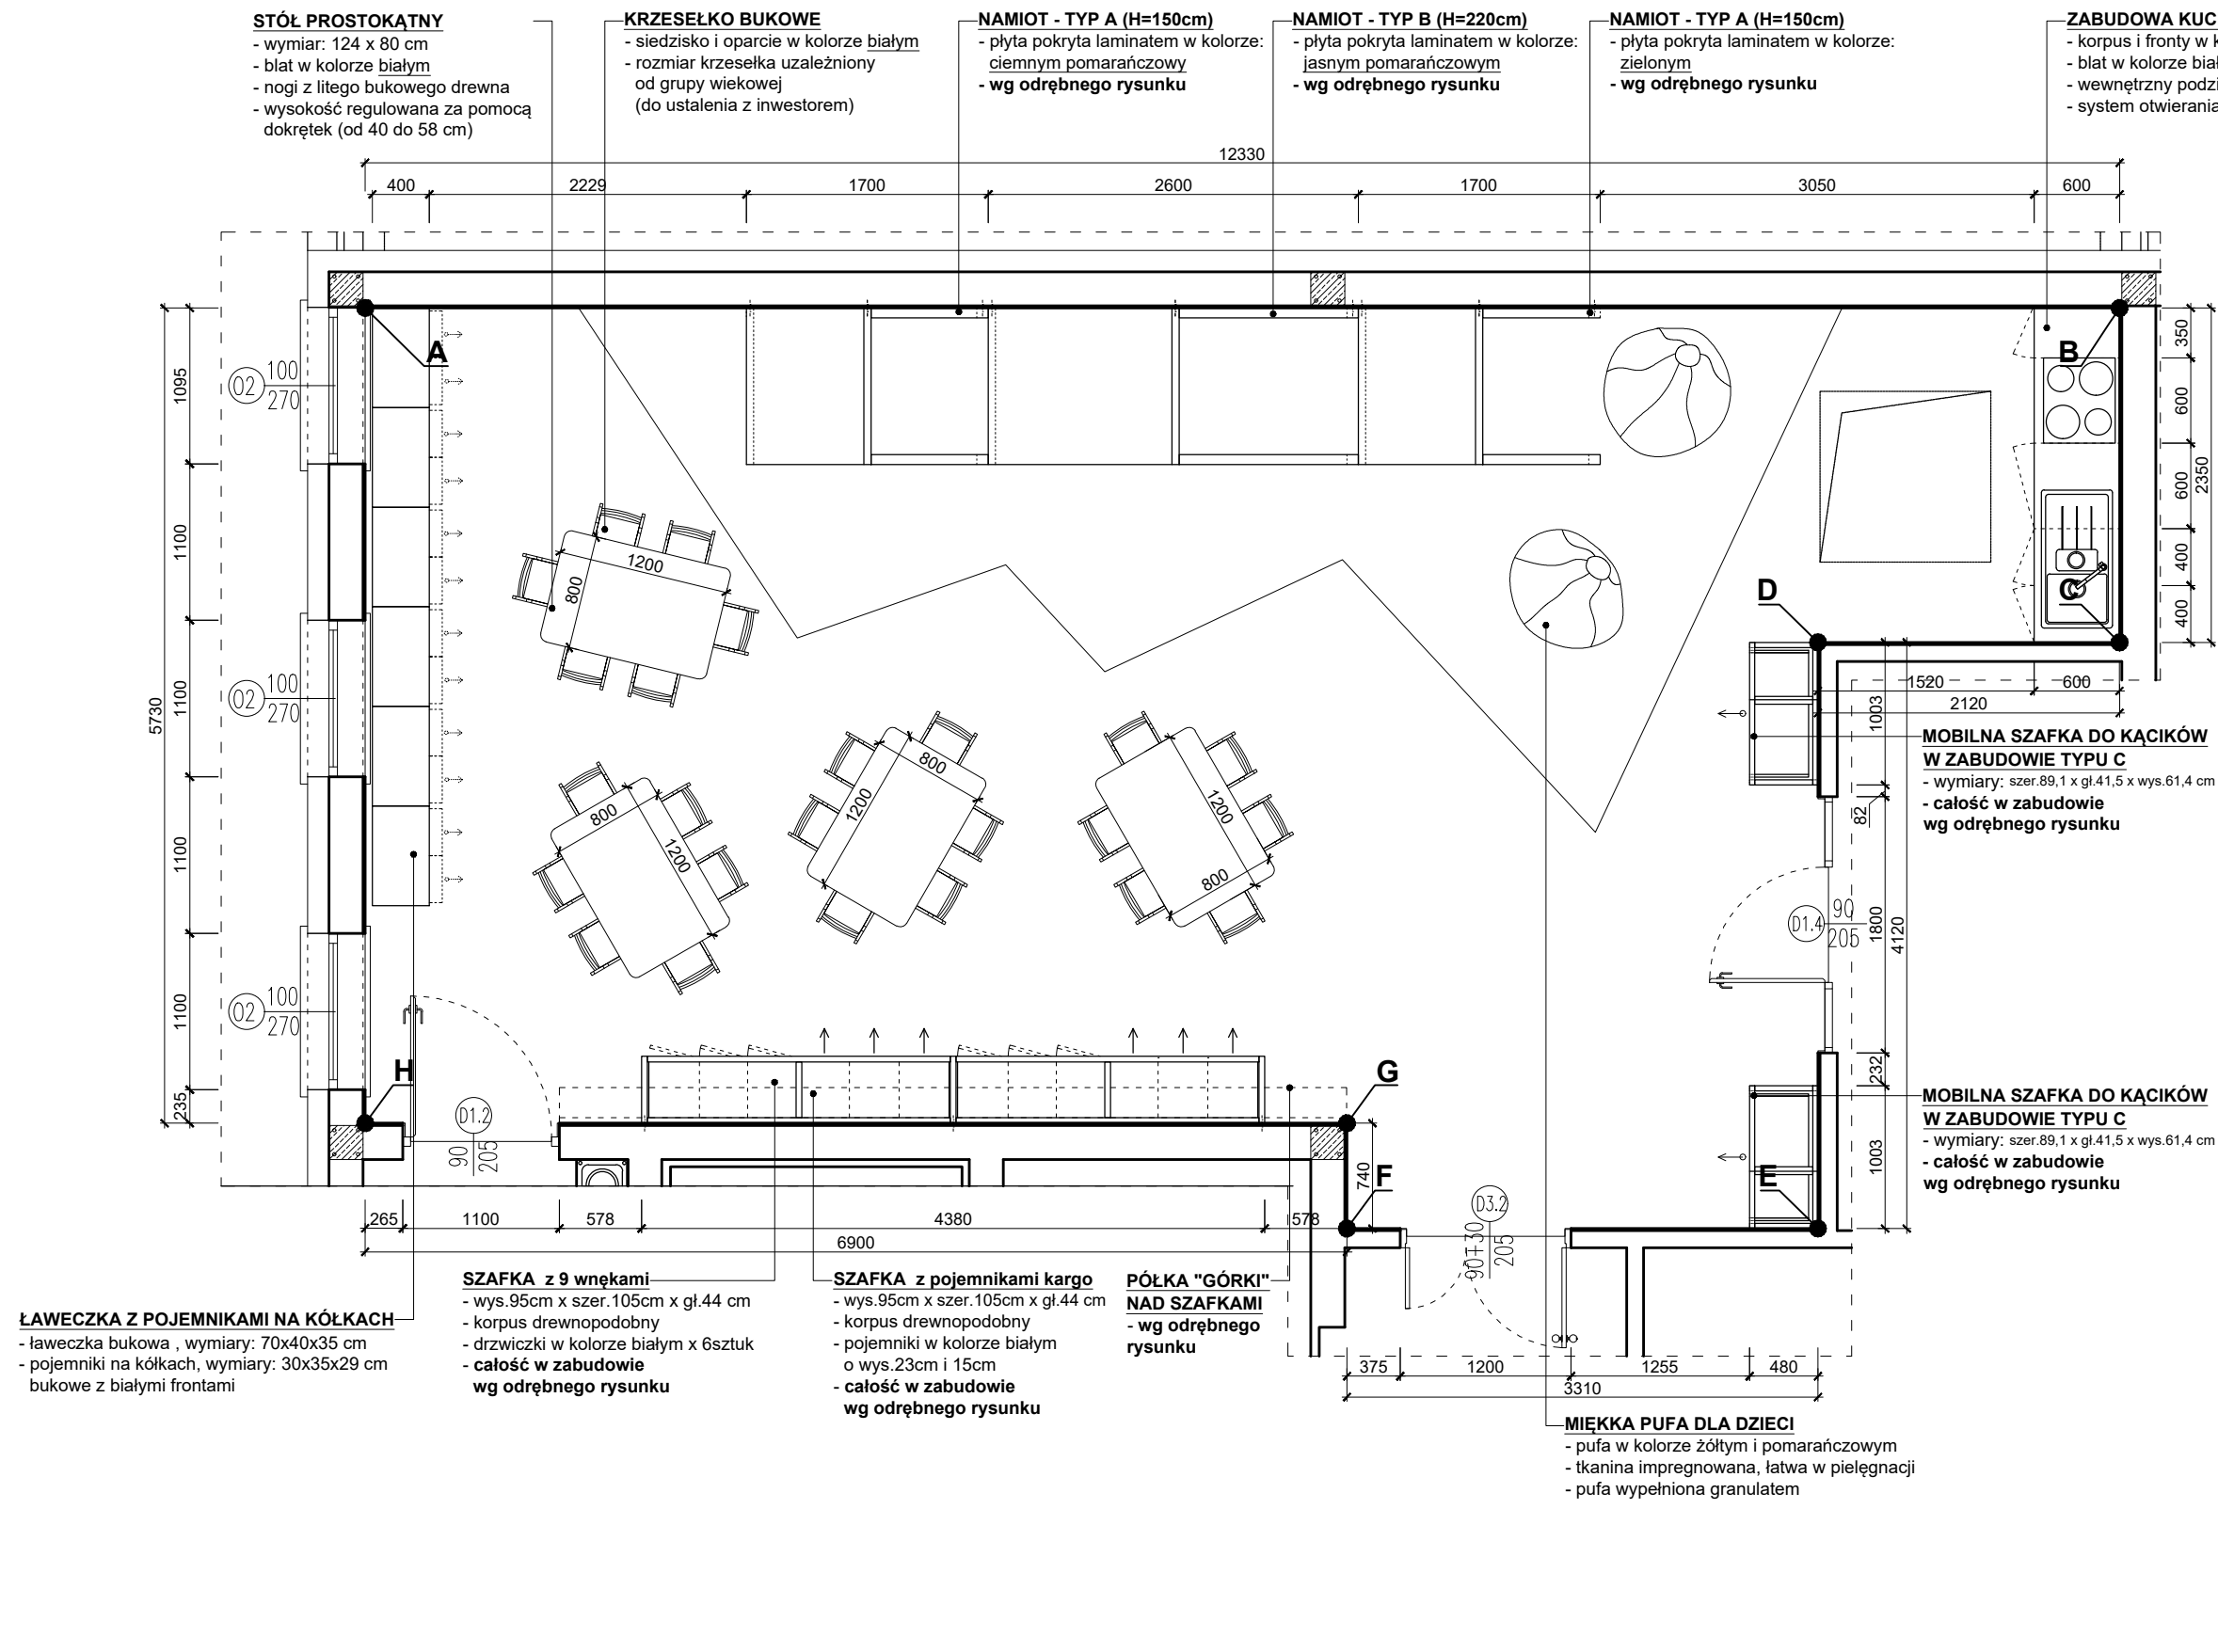 STÓŁ PROSTOKĄTNY
- wymiar: 124 x 80 cm
- blat w kolorze białym
- nogi z litego bukowego drewna
- wysokość regulowana za pomocą
dokrętek (od 40 do 58 cm)
KRZESEŁKO BUKOWE
- siedzisko i oparcie w kolorze białym
- rozmiar krzesełka uzależniony
od grupy wiekowej
(do ustalenia z inwestorem)
NAMIOT - TYP A (H=150cm)
- płyta pokryta laminatem w kolorze:
ciemnym pomarańczowy
- wg odrębnego rysunku
NAMIOT - TYP B (H=220cm)
- płyta pokryta laminatem w kolorze:
jasnym pomarańczowym
- wg odrębnego rysunku
NAMIOT - TYP A (H=150cm)
- płyta pokryta laminatem w kolorze:
zielonym
- wg odrębnego rysunku
ZABUDOWA KUC
- korpus i fronty w k
- blat w kolorze biał
- wewnętrzny podzi
- system otwierania
12330
400 2229 1700 2600 1700 3050 600
A
B
C
D
E
F
G
H
5730
1095
1100
1100
1100
1100
235
02 100
270
02 100
270
02 100
270
350
600
600
400
400
2350
1200
800
800
1200
800
1200
1200
800
1520 600
2120
1003
82
1800
4120
232
1003
D1.4 90
205
MOBILNA SZAFKA DO KĄCIKÓW
W ZABUDOWIE TYPU C
- wymiary: szer.89,1 x gł.41,5 x wys.61,4 cm
- całość w zabudowie
wg odrębnego rysunku
MOBILNA SZAFKA DO KĄCIKÓW
W ZABUDOWIE TYPU C
- wymiary: szer.89,1 x gł.41,5 x wys.61,4 cm
- całość w zabudowie
wg odrębnego rysunku
D1.2
90
205
D3.2
90+30
205
740
265 1100 578 4380 578
6900
375 1200 1255 480
3310
ŁAWECZKA Z POJEMNIKAMI NA KÓŁKACH
- ławeczka bukowa , wymiary: 70x40x35 cm
- pojemniki na kółkach, wymiary: 30x35x29 cm
bukowe z białymi frontami
SZAFKA z 9 wnękami
- wys.95cm x szer.105cm x gł.44 cm
- korpus drewnopodobny
- drzwiczki w kolorze białym x 6sztuk
- całość w zabudowie
wg odrębnego rysunku
SZAFKA z pojemnikami kargo
- wys.95cm x szer.105cm x gł.44 cm
- korpus drewnopodobny
- pojemniki w kolorze białym
o wys.23cm i 15cm
- całość w zabudowie
wg odrębnego rysunku
PÓŁKA "GÓRKI"
NAD SZAFKAMI
- wg odrębnego
rysunku
MIĘKKA PUFA DLA DZIECI
- pufa w kolorze żółtym i pomarańczowym
- tkanina impregnowana, łatwa w pielęgnacji
- pufa wypełniona granulatem